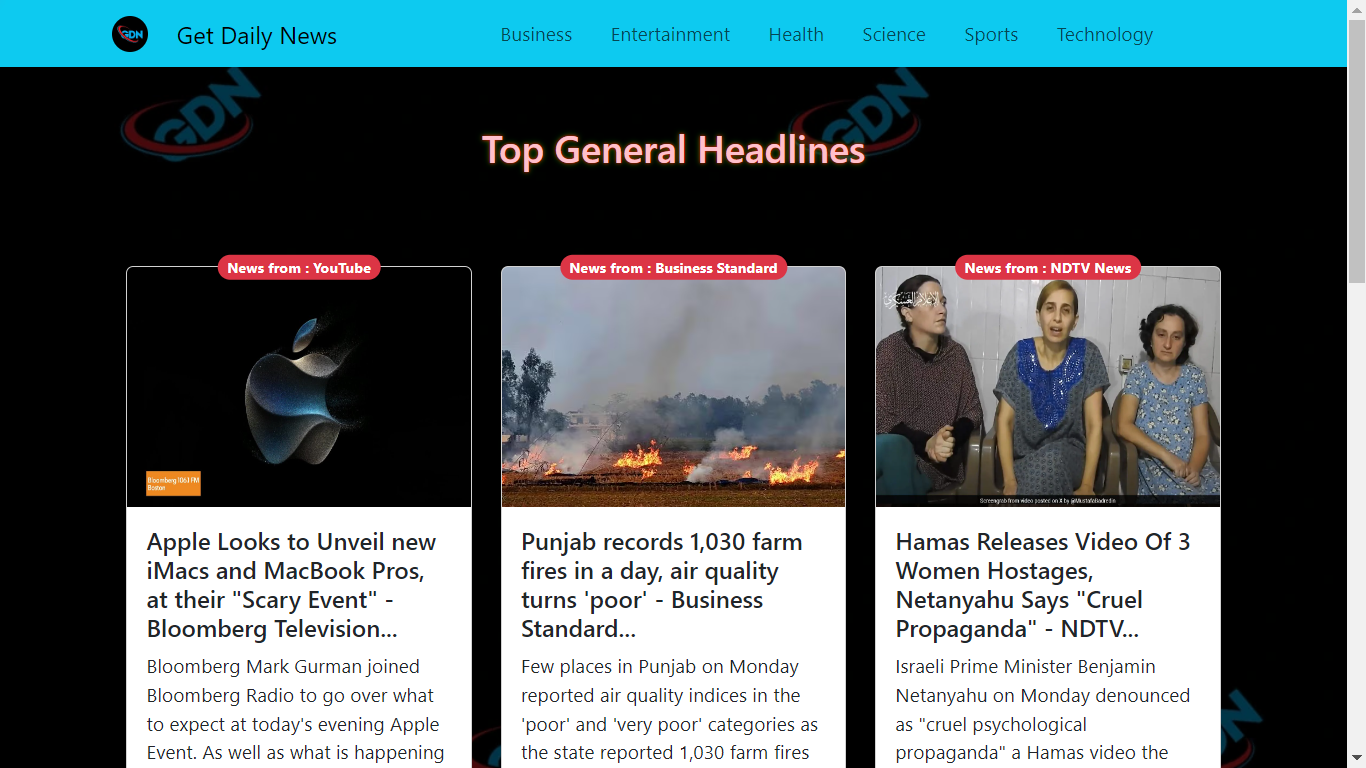 GDN
Get Daily News
Business
Entertainment
Health
Science
Sports
Technology
GDN
GDN
Top General Headlines
News from : YouTube
Bloomberg 106.1 FM
Boston
Apple Looks to Unveil new
iMacs and MacBook Pros,
at their "Scary Event" -
Bloomberg Television...
Bloomberg Mark Gurman joined
Bloomberg Radio to go over what
to expect at today's evening Apple
Event. As well as what is happening
News from : Business Standard
Punjab records 1,030 farm
fires in a day, air quality
turns 'poor' - Business
Standard...
Few places in Punjab on Monday
reported air quality indices in the
'poor' and 'very poor' categories as
the state reported 1,030 farm fires
News from : NDTV News
الإعلام العسكري
Screengrab from video posted on X by @MustafaBadredin
Hamas Releases Video Of 3
Women Hostages,
Netanyahu Says "Cruel
Propaganda" - NDTV...
Israeli Prime Minister Benjamin
Netanyahu on Monday denounced
as "cruel psychological
propaganda" a Hamas video the